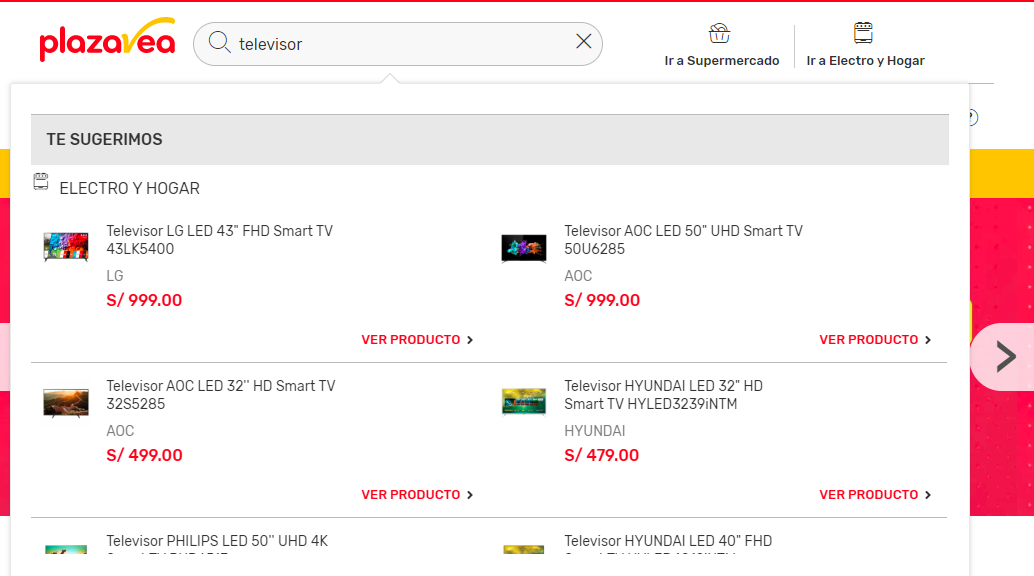 plazavea
televisor
Ir a Supermercado
Ir a Electro y Hogar
?
TE SUGERIMOS
ELECTRO Y HOGAR
Televisor LG LED 43" FHD Smart TV
43LK5400
LG
S/ 999.00
VER PRODUCTO
Televisor AOC LED 50" UHD Smart TV
50U6285
AOC
S/ 999.00
VER PRODUCTO
Televisor AOC LED 32'' HD Smart TV
32S5285
AOC
S/ 499.00
VER PRODUCTO
Televisor HYUNDAI LED 32" HD
Smart TV HYLED3239iNTM
HYUNDAI
S/ 479.00
VER PRODUCTO
Televisor PHILIPS LED 50'' UHD 4K
Televisor HYUNDAI LED 40" FHD